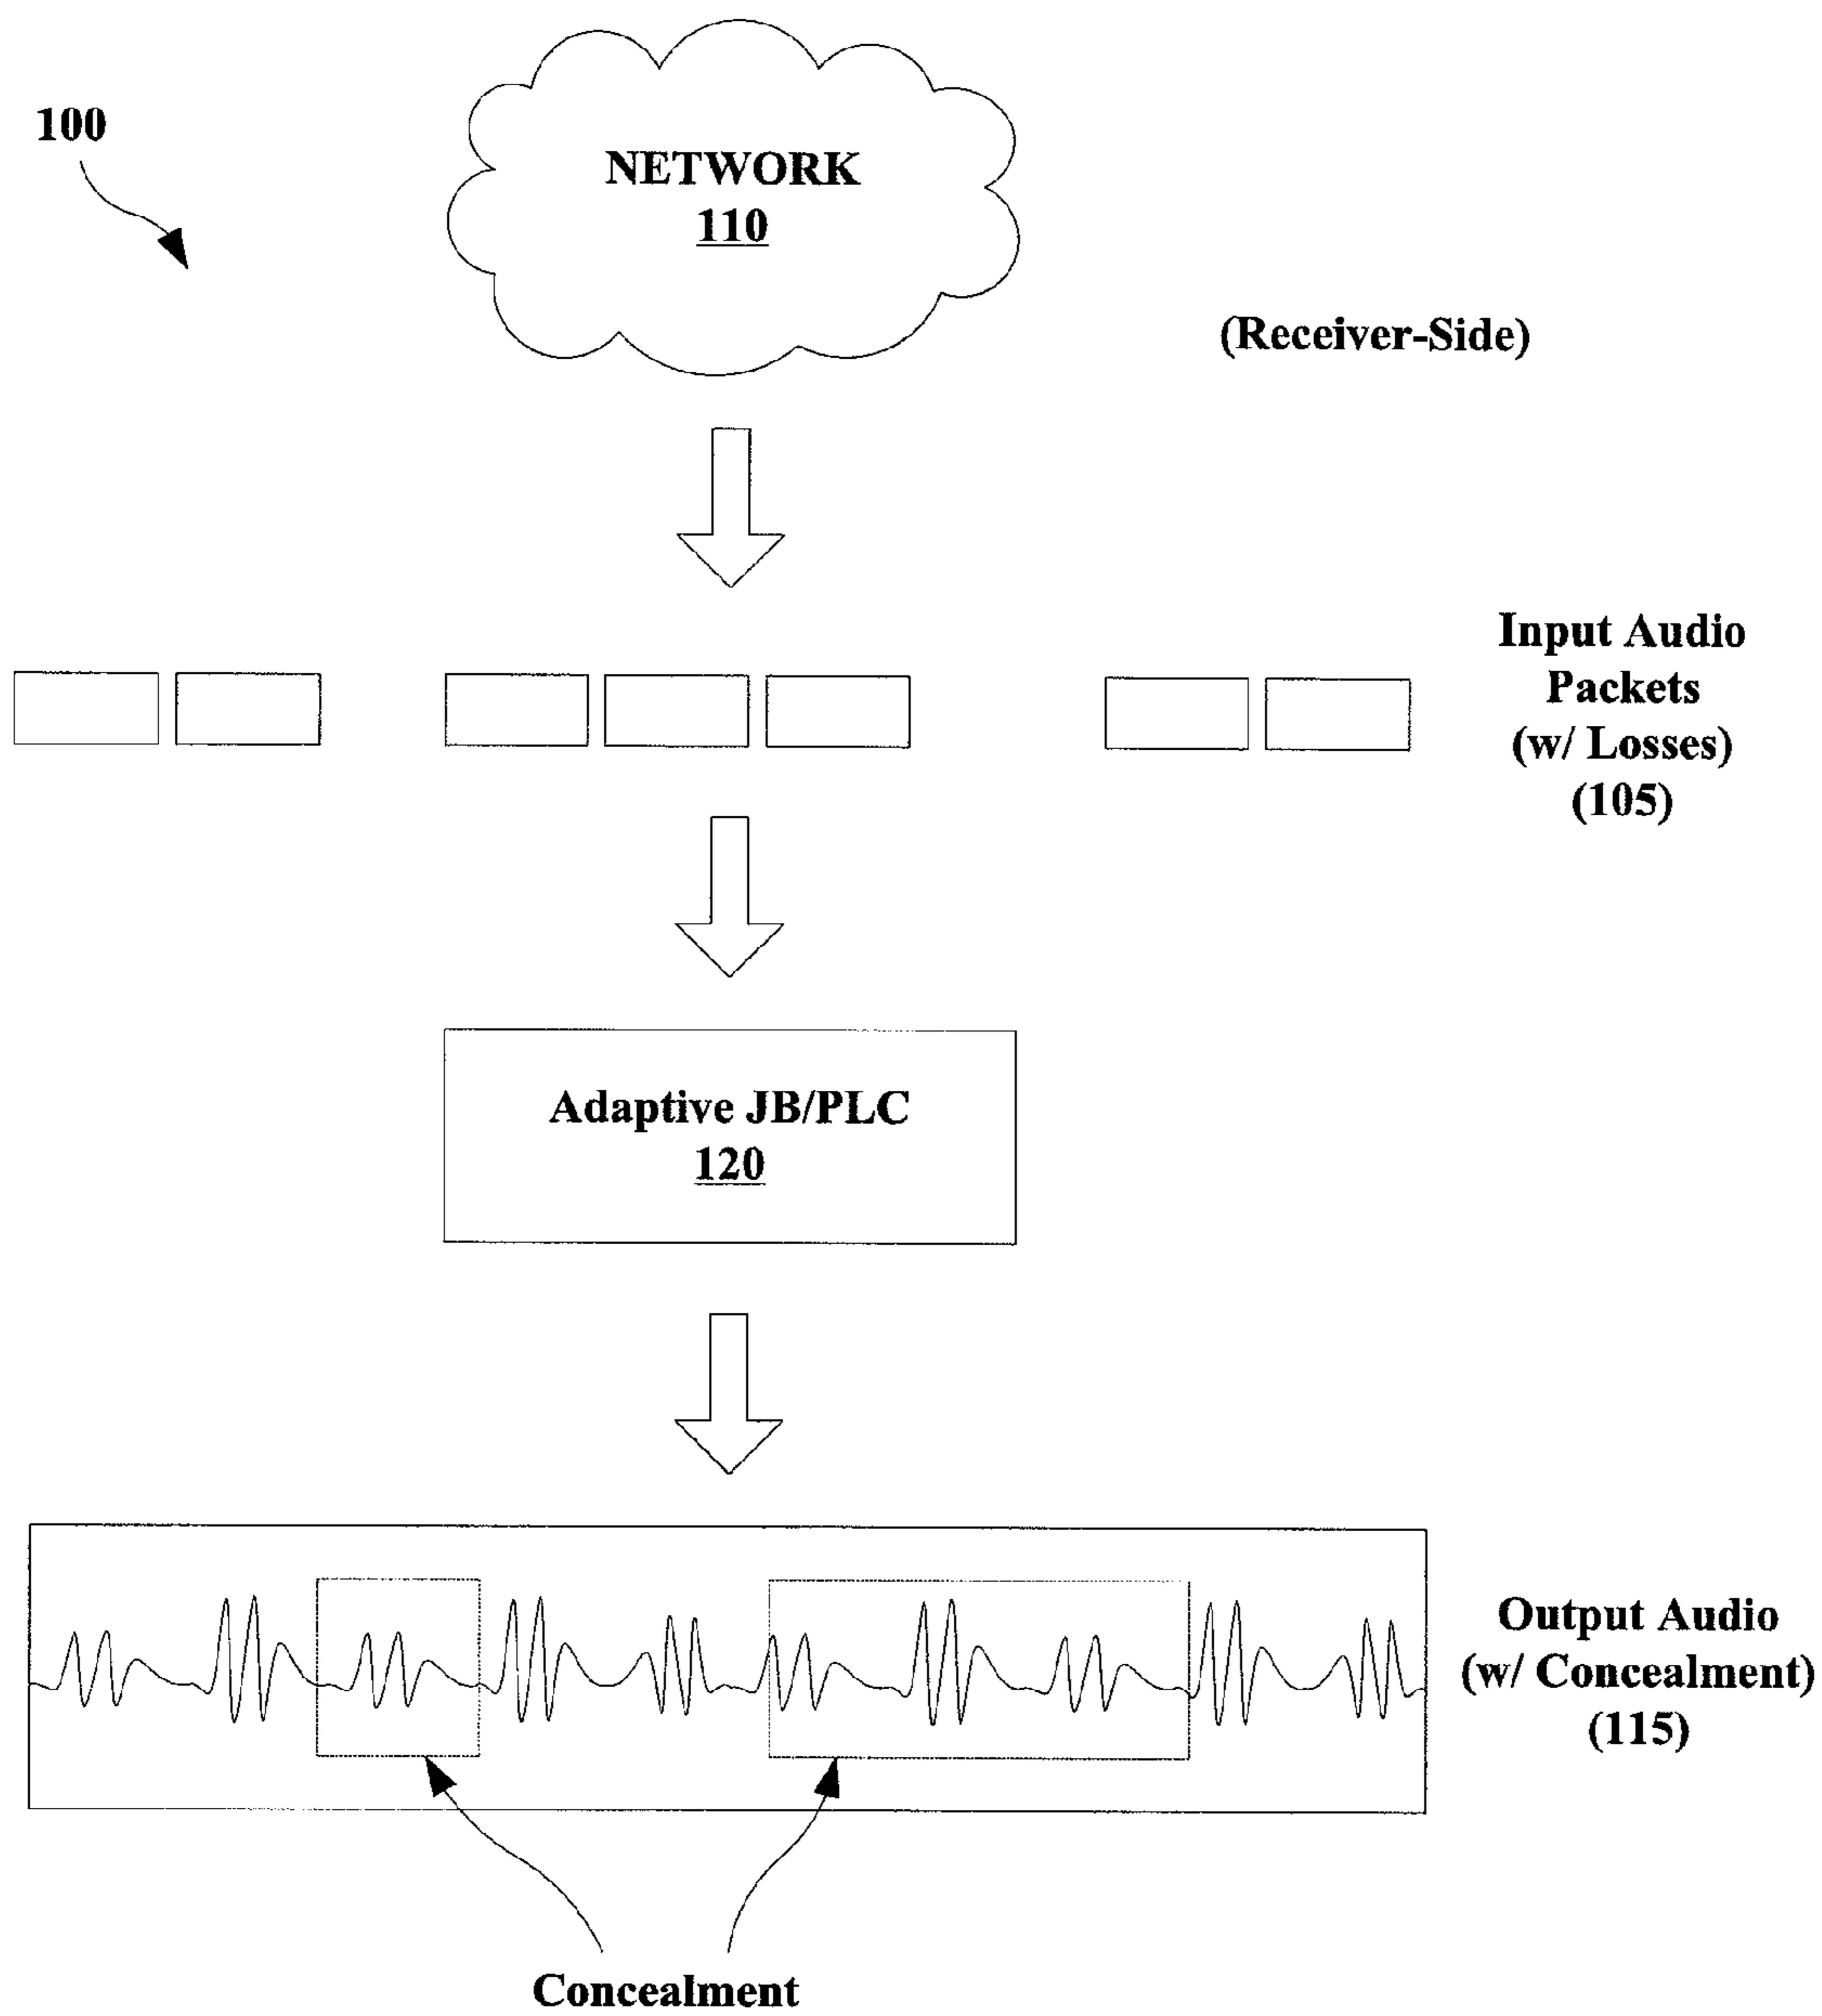 100
NETWORK
110
(Receiver-Side)
Input Audio
Packets
(w/ Losses)
(105)
Adaptive JB/PLC
120
Output Audio
(w/ Concealment)
(115)
Concealment